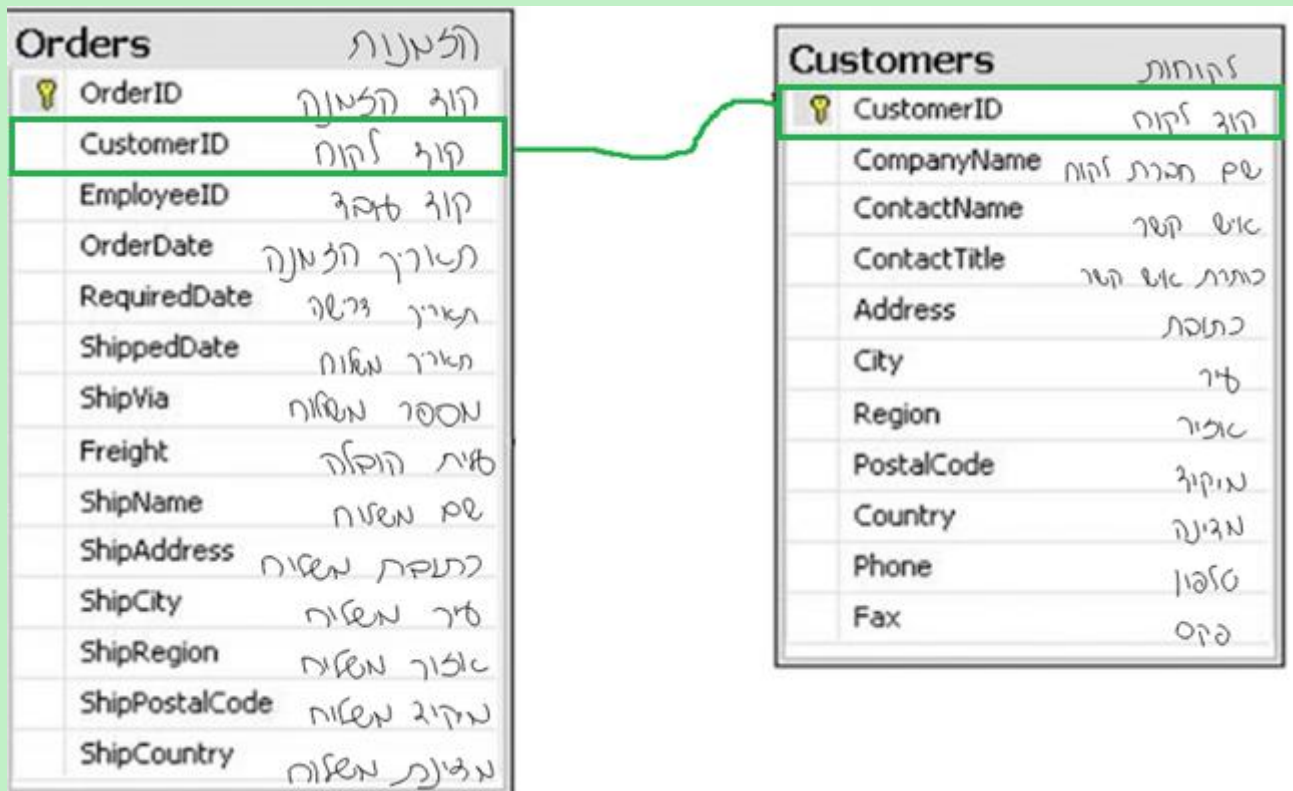 Orders הזמנות
OrderID קוד הזמנה
CustomerID קוד לקוח
EmployeeID קוד עובד
OrderDate תאריך הזמנה
RequiredDate תאריך דרישה
ShippedDate תאריך משלוח
ShipVia מספר משלוח
Freight הובלה
ShipName שם משלוח
ShipAddress כתובת משלוח
ShipCity עיר משלוח
ShipRegion אזור משלוח
ShipPostalCode מיקוד משלוח
ShipCountry מדינת משלוח
Customers לקוחות
CustomerID קוד לקוח
CompanyName שם חברת לקוח
ContactName איש קשר
ContactTitle כותרת איש קשר
Address כתובת
City עיר
Region אזור
PostalCode מיקוד
Country מדינה
Phone טלפון
Fax פקס